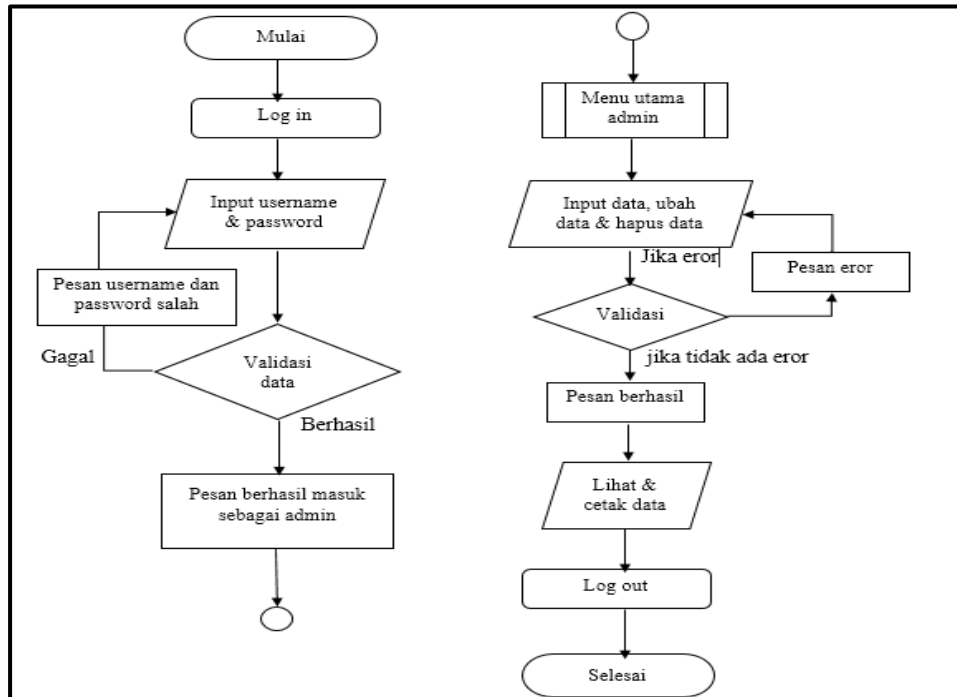 Mulai
Log in
Input username
& password
Pesan username dan
password salah
Gagal
Validasi
data
Berhasil
Pesan berhasil masuk
sebagai admin
Menu utama
admin
Input data, ubah
data & hapus data
Jika eror
Pesan eror
Validasi
jika tidak ada eror
Pesan berhasil
Lihat &
cetak data
Log out
Selesai